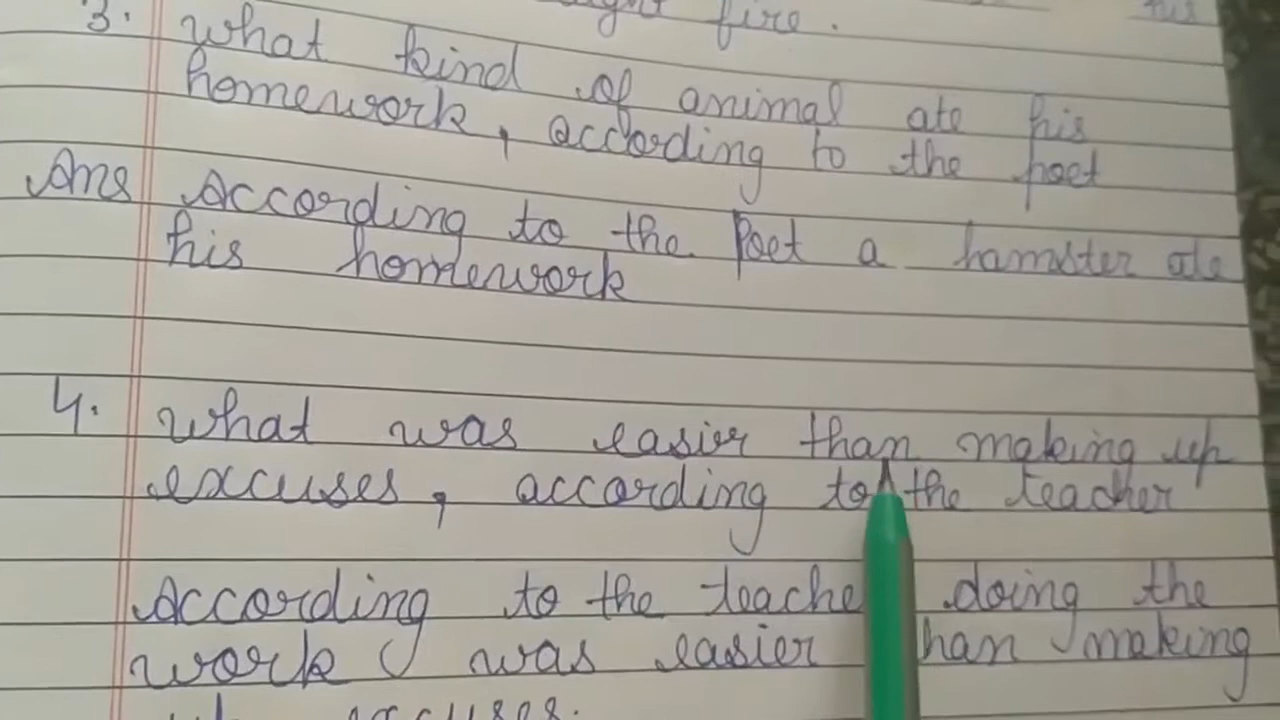 fire.
3. What kind of animal ate his
homework, according to the poet
Ans According to the Poet a hamster ate
his homework
4. What was easier than making up
excuses, according to the teacher
According to the teache doing the
work was easier han making
excuses.